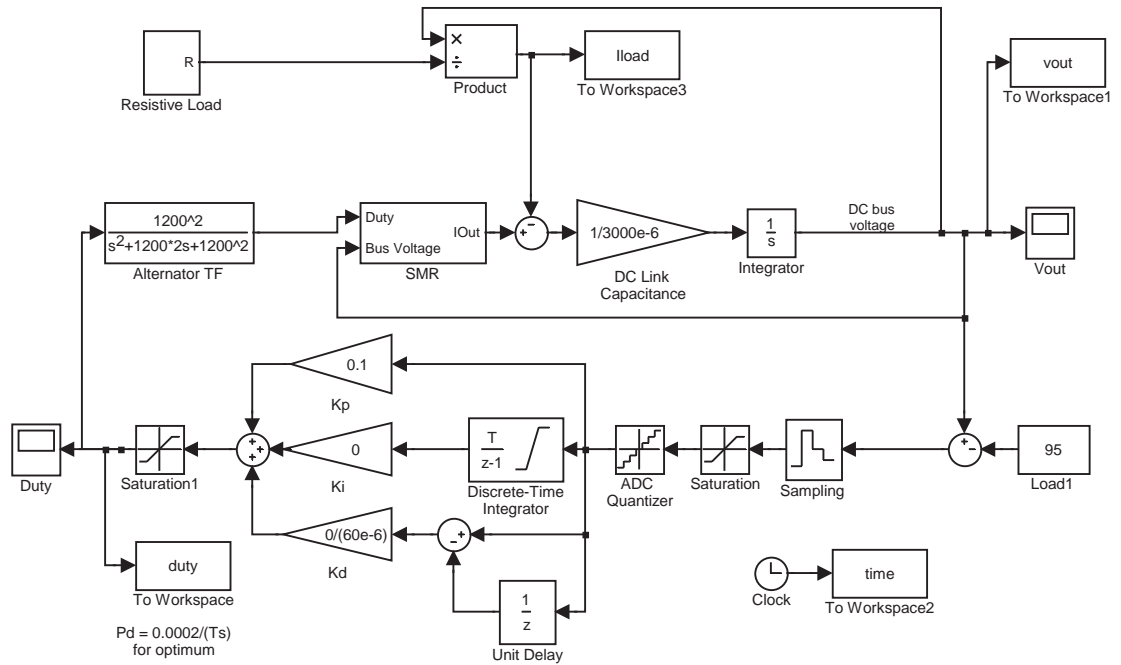 R
Resistive Load
×
÷
Product
Iload
To Workspace3
vout
To Workspace1
1200^2
s2+1200*2s+1200^2
Alternator TF
Duty
Bus Voltage
IOut
SMR
+
-
1/3000e-6
DC Link
Capacitance
1
s
Integrator
DC bus
voltage
Vout
0.1
Kp
Duty
Saturation1
+
+
+
0
Ki
T
z-1
Discrete-Time
Integrator
ADC
Quantizer
Saturation
Sampling
+
-
95
Load1
duty
To Workspace
0/(60e-6)
Kd
-
+
1
z
Unit Delay
Clock
time
To Workspace2
Pd = 0.0002/(Ts)
for optimum